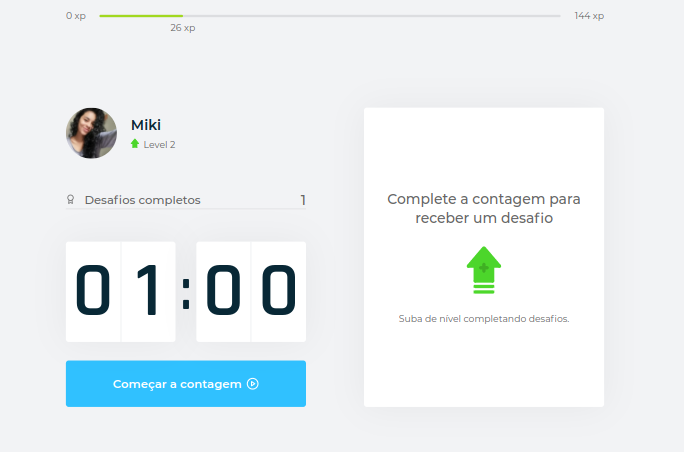 0 xp
26 xp
144 xp
Miki
Level 2
Desafios completos 1
01:00
Começar a contagem
Complete a contagem para
receber um desafio
Suba de nível completando desafios.